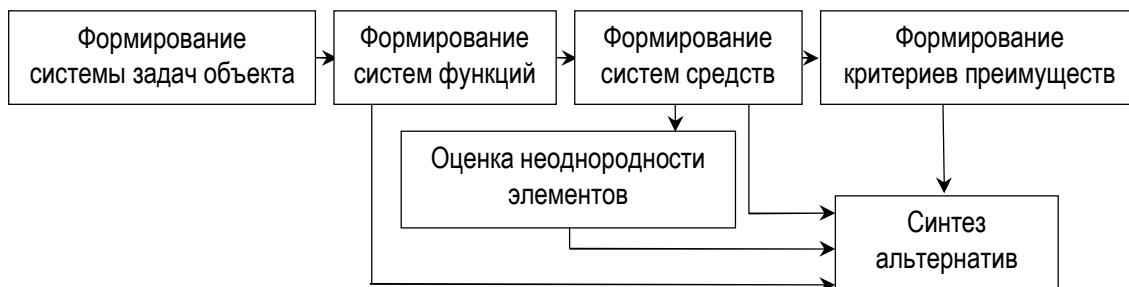 Формирование
системы задач объекта
Формирование
систем функций
Формирование
систем средств
Формирование
критериев преимуществ
Оценка неоднородности
элементов
Синтез
альтернатив